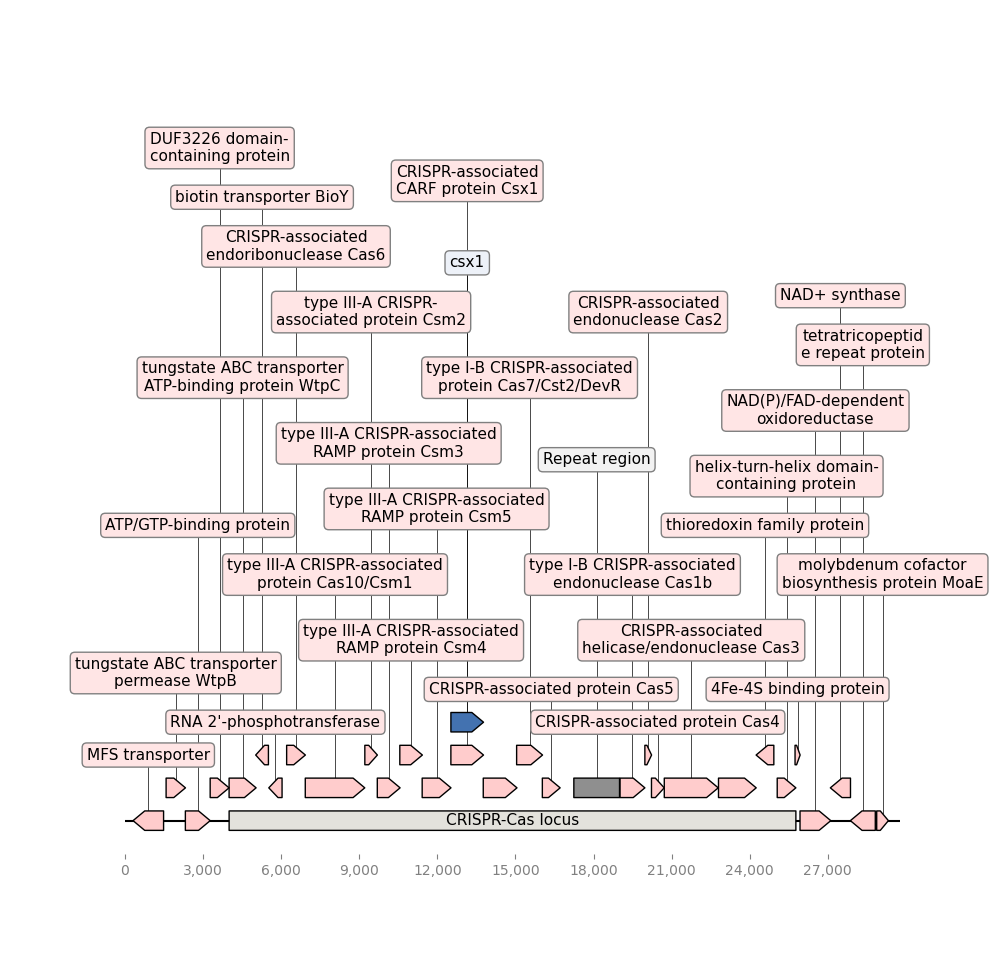 DUF3226 domain-
containing protein
CRISPR-associated
CARF protein Csx1
biotin transporter BioY
CRISPR-associated
endoribonuclease Cas6
csx1
type III-A CRISPR-
associated protein Csm2
CRISPR-associated
endonuclease Cas2
NAD+ synthase
tetratricopeptid
e repeat protein
tungstate ABC transporter
ATP-binding protein WtpC
type I-B CRISPR-associated
protein Cas7/Cst2/DevR
NAD(P)/FAD-dependent
oxidoreductase
type III-A CRISPR-associated
RAMP protein Csm3
Repeat region
helix-turn-helix domain-
containing protein
type III-A CRISPR-associated
RAMP protein Csm5
ATP/GTP-binding protein
thioredoxin family protein
type III-A CRISPR-associated
protein Cas10/Csm1
type I-B CRISPR-associated
endonuclease Cas1b
molybdenum cofactor
biosynthesis protein MoaE
type III-A CRISPR-associated
RAMP protein Csm4
CRISPR-associated
helicase/endonuclease Cas3
tungstate ABC transporter
permease WtpB
CRISPR-associated protein Cas5
4Fe-4S binding protein
RNA 2'-phosphotransferase
CRISPR-associated protein Cas4
MFS transporter
CRISPR-Cas locus
0
3,000
6,000
9,000
12,000
15,000
18,000
21,000
24,000
27,000